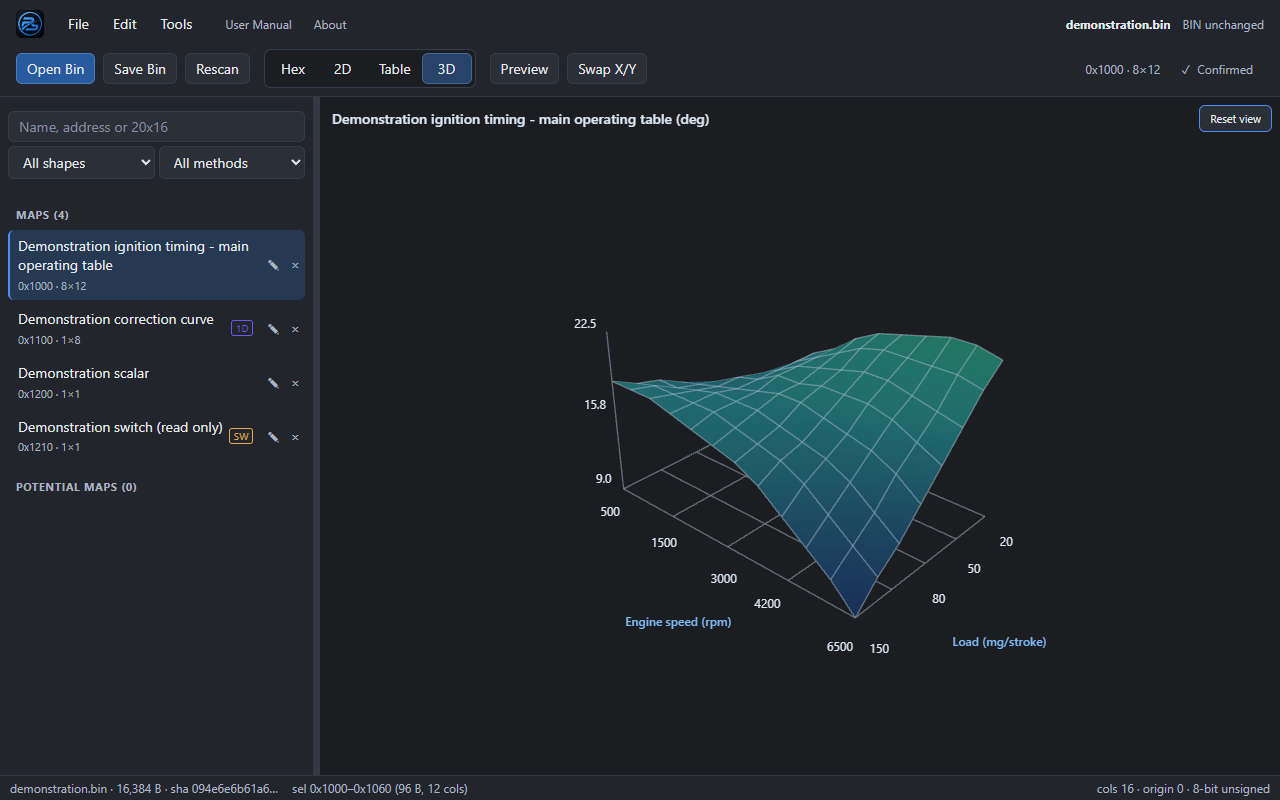 File Edit Tools User Manual About demonstration.bin BIN unchanged
Open Bin Save Bin Rescan Hex 2D Table 3D Preview Swap X/Y 0x1000 · 8×12 ✓ Confirmed
Name, address or 20x16
All shapes All methods
MAPS (4)
Demonstration ignition timing - main
operating table
0x1000 · 8×12
Demonstration correction curve 1D
0x1100 · 1×8
Demonstration scalar
0x1200 · 1×1
Demonstration switch (read only) SW
0x1210 · 1×1
POTENTIAL MAPS (0)
Demonstration ignition timing - main operating table (deg) Reset view
22.5
15.8
9.0
500
1500
3000
4200
6500
Engine speed (rpm)
20
50
80
150
Load (mg/stroke)
demonstration.bin · 16,384 B · sha 094e6e6b61a6... sel 0x1000–0x1060 (96 B, 12 cols) cols 16 · origin 0 · 8-bit unsigned